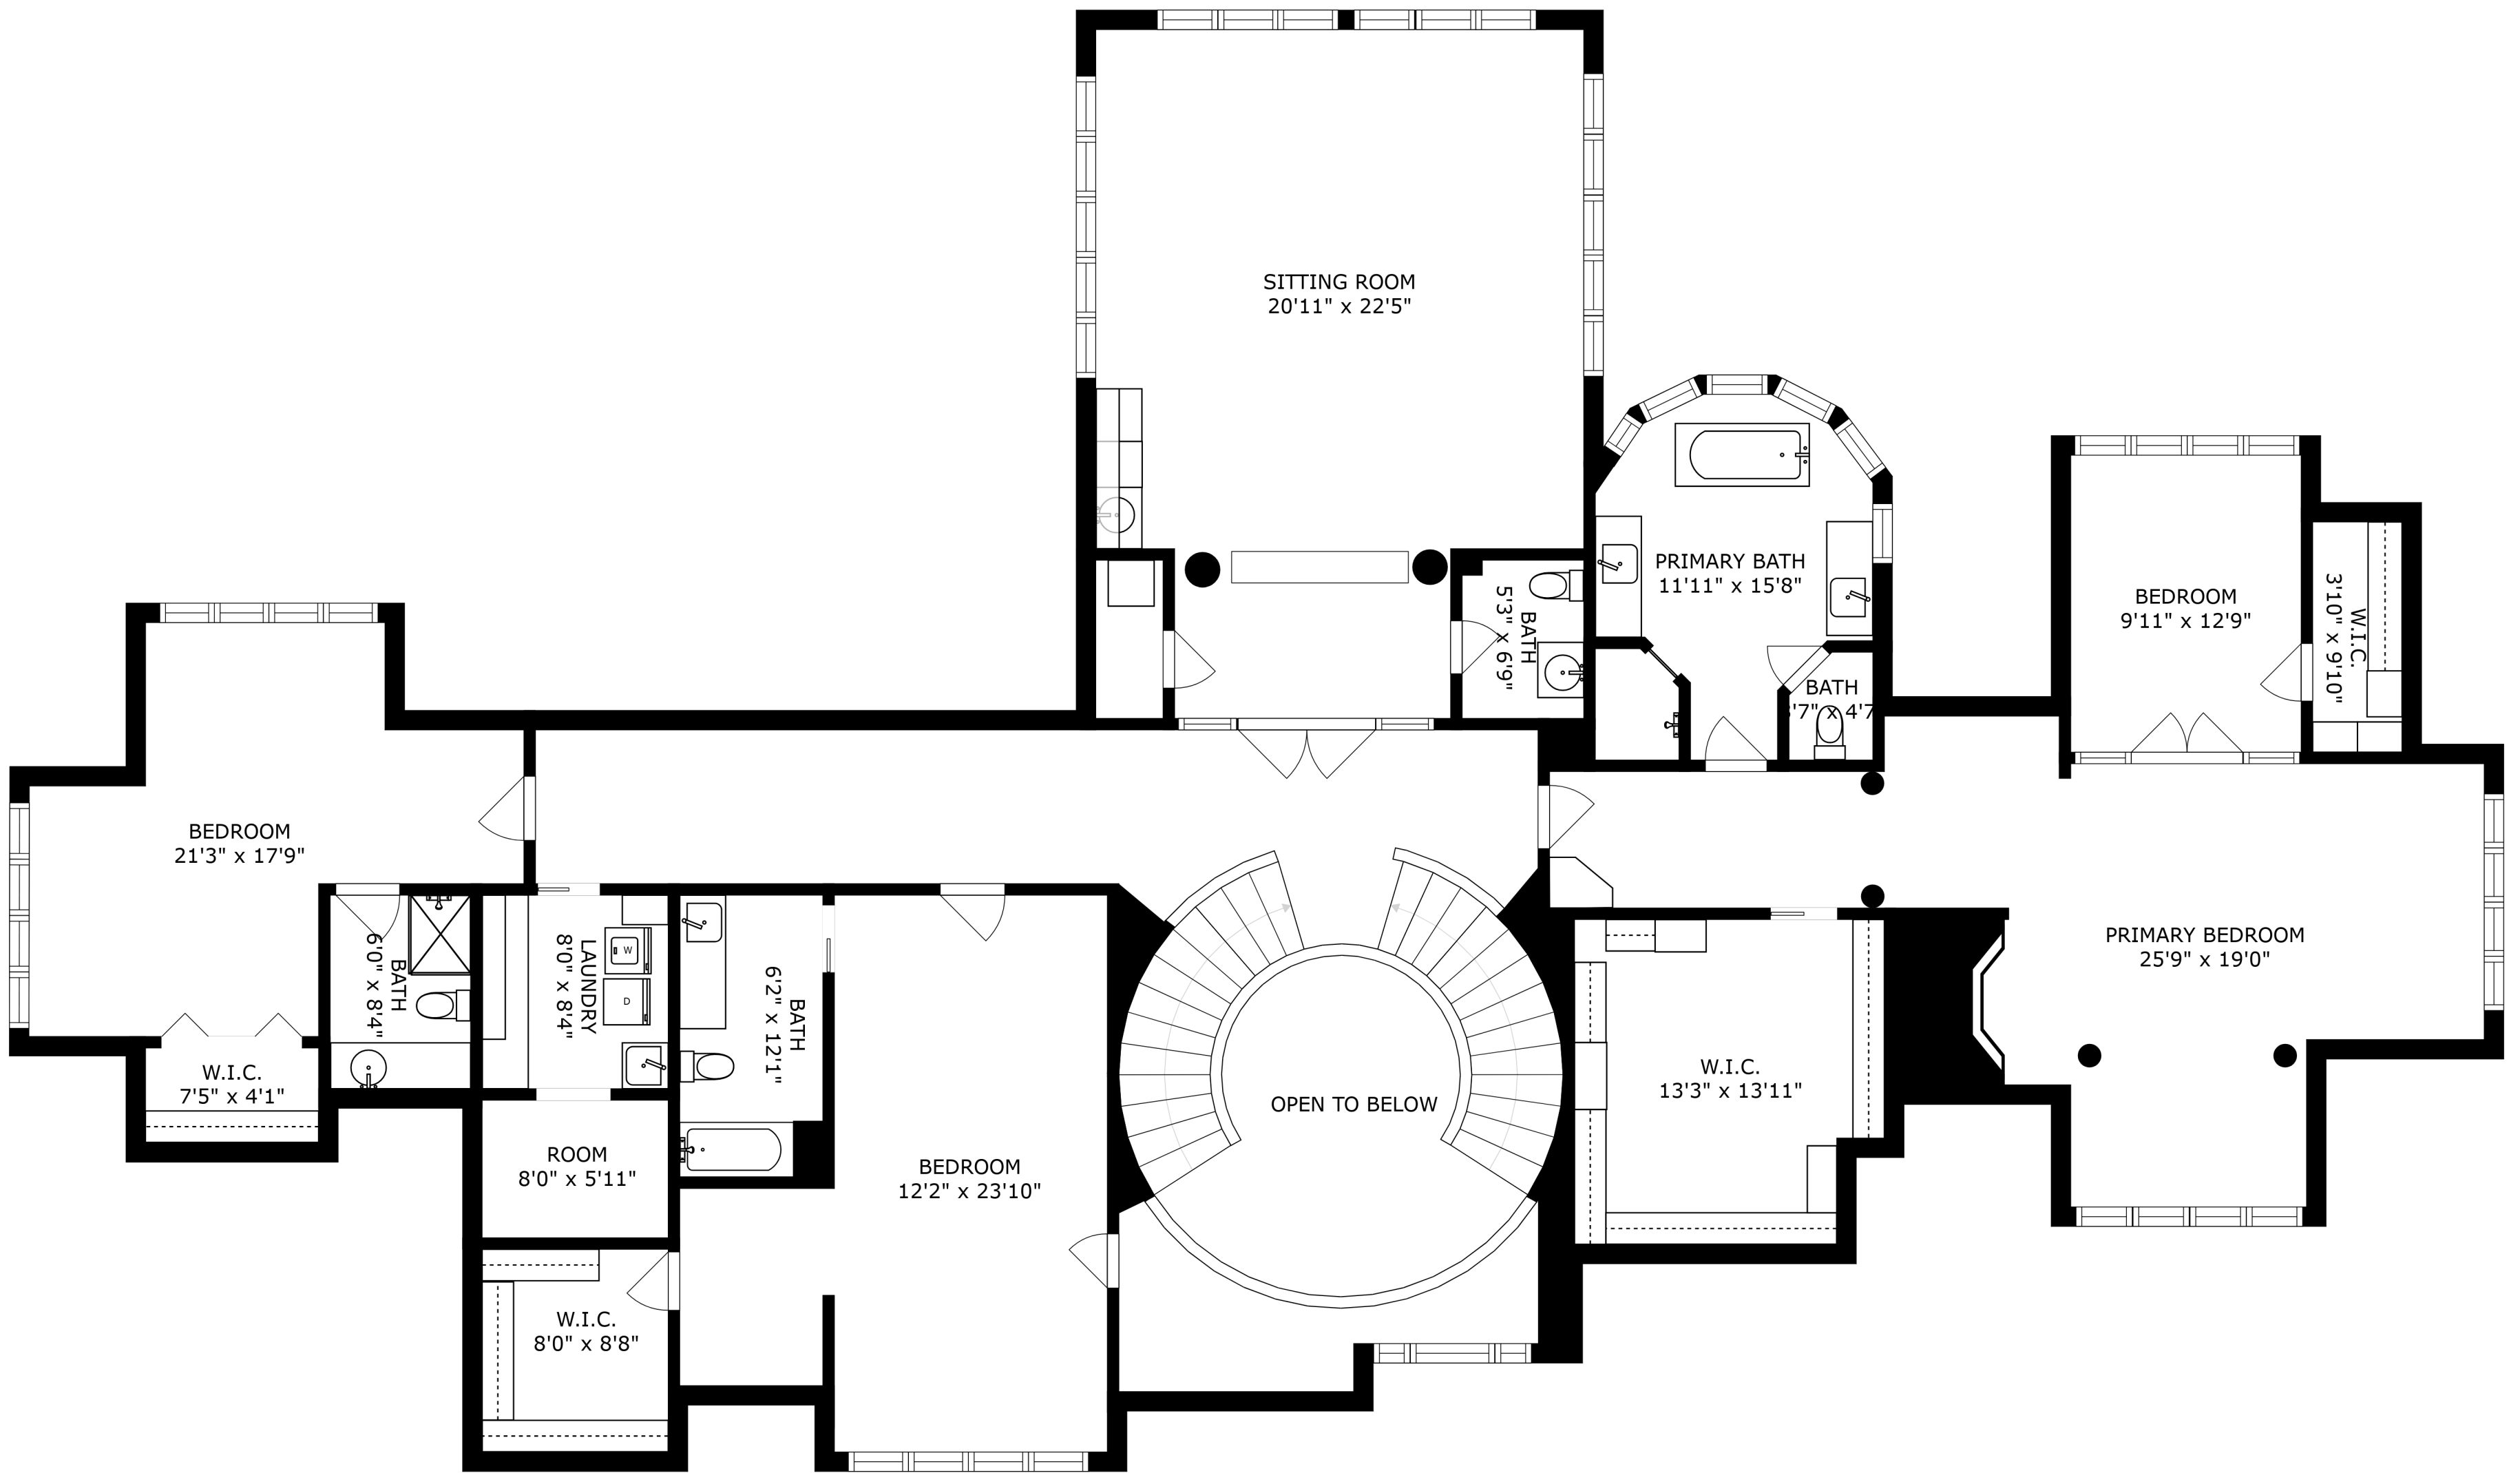 SITTING ROOM
20'11" x 22'5"
PRIMARY BATH
11'11" x 15'8"
BATH
5'3" x 6'9"
BATH
'7" x 4'7
BEDROOM
9'11" x 12'9"
W.I.C.
3'10" x 9'10"
BEDROOM
21'3" x 17'9"
BATH
6'0" x 8'4"
LAUNDRY
8'0" x 8'4"
W
D
BATH
6'2" x 12'1"
PRIMARY BEDROOM
25'9" x 19'0"
W.I.C.
7'5" x 4'1"
W.I.C.
13'3" x 13'11"
OPEN TO BELOW
ROOM
8'0" x 5'11"
BEDROOM
12'2" x 23'10"
W.I.C.
8'0" x 8'8"